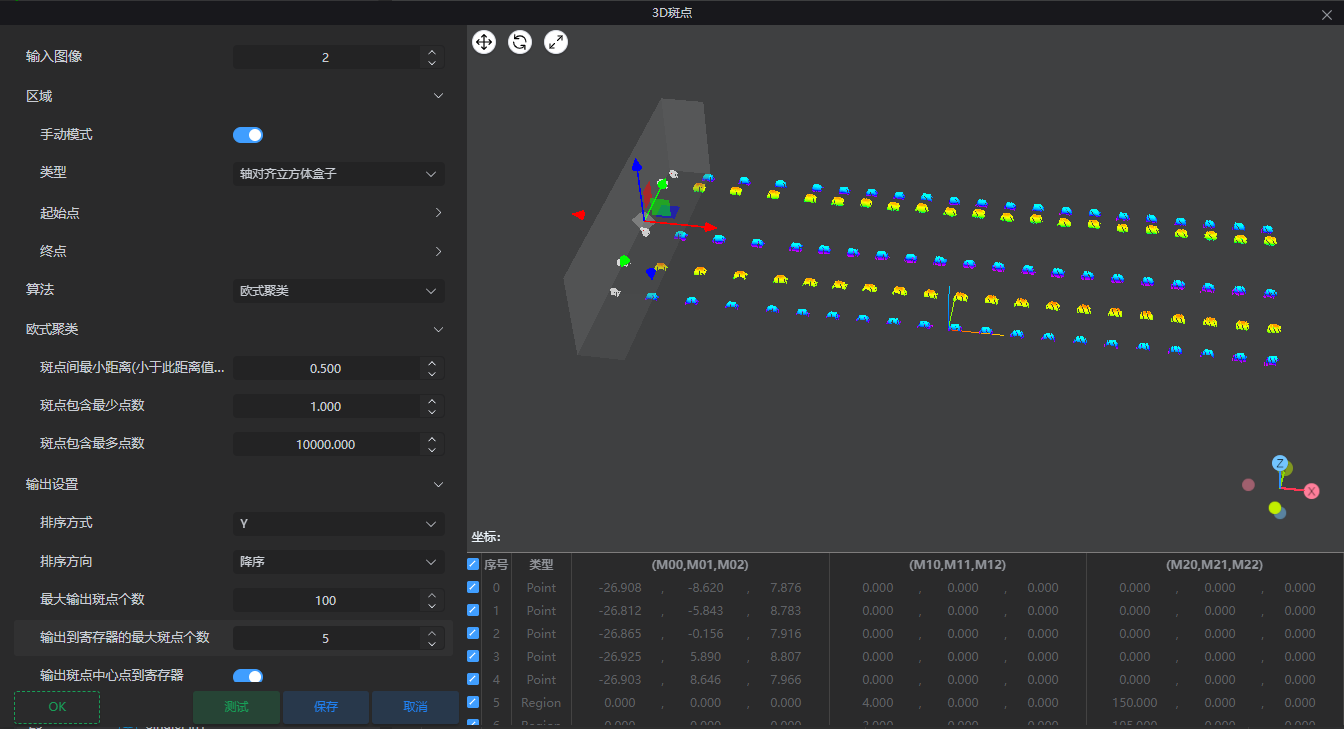 3D斑点
输入图像 2
区域
手动模式
类型 轴对齐立方体盒子
起始点
终点
算法 欧式聚类
欧式聚类
斑点间最小距离(小于此距离值... 0.500
斑点包含最少点数 1.000
斑点包含最多点数 10000.000
输出设置
排序方式 Y
排序方向 降序
最大输出斑点个数 100
输出到寄存器的最大斑点个数 5
输出斑点中心点到寄存器
OK 测试 保存 取消
Z
X
坐标:
序号 类型 (M00,M01,M02) (M10,M11,M12) (M20,M21,M22)
0 Point -26.908 , -8.620 , 7.876 0.000 , 0.000 , 0.000 0.000 , 0.000 , 0.000
1 Point -26.812 , -5.843 , 8.783 0.000 , 0.000 , 0.000 0.000 , 0.000 , 0.000
2 Point -26.865 , -0.156 , 7.916 0.000 , 0.000 , 0.000 0.000 , 0.000 , 0.000
3 Point -26.925 , 5.890 , 8.807 0.000 , 0.000 , 0.000 0.000 , 0.000 , 0.000
4 Point -26.903 , 8.646 , 7.966 0.000 , 0.000 , 0.000 0.000 , 0.000 , 0.000
5 Region 0.000 , 0.000 , 0.000 4.000 , 0.000 , 0.000 150.000 , 0.000 , 0.000